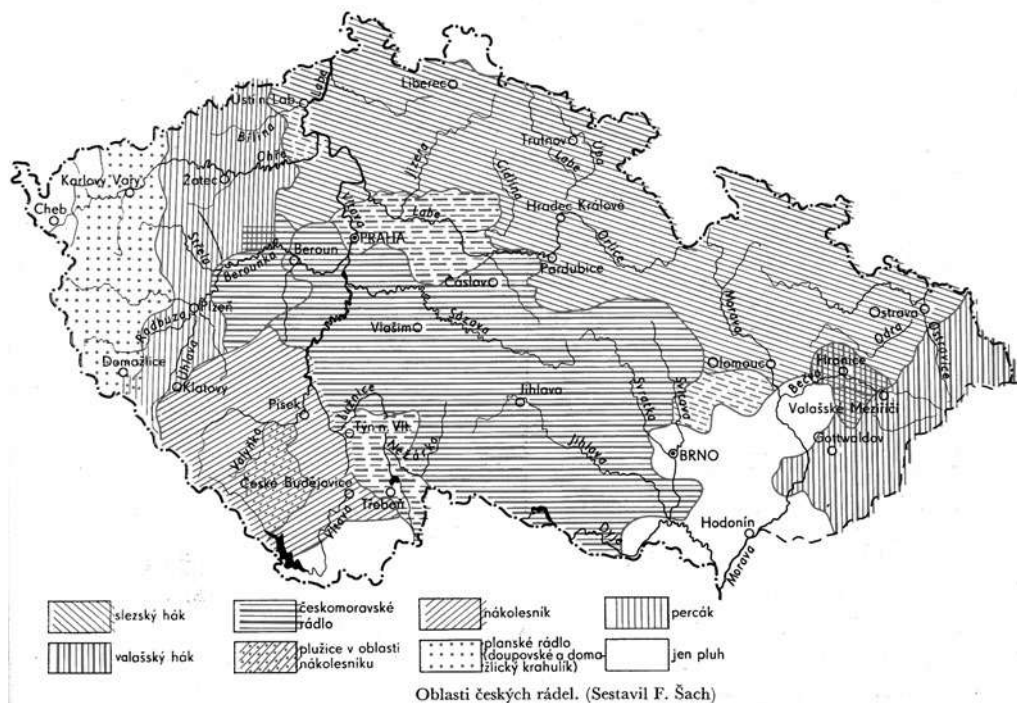 Liberec
Ústí n. Lab.
Labe
Bílina
Ohře
Jizera
Trutnov
Labe
Úpa
Cidlina
Karlovy Vary
Žatec
Cheb
Vltava
Labe
Hradec Králové
PRAHA
Orlice
Střela
Beroun
Berounka
Pardubice
Čáslav
Plzeň
Radbuza
Sázava
Morava
Ostrava
Odra
Ostravice
Vlašim
Domažlice
Úhlava
Olomouc
Hranice
Bečva
Klatovy
Jihlava
Svratka
Svitava
Valašské Meziříčí
Písek
Lužnice
Gottwaldov
Týn n. Vlt.
Nežárka
Volyňka
Jihlava
BRNO
České Budějovice
Třeboň
Vltava
Hodonín
Dyje
Morava
slezský hák
českomoravské
rádlo
nákolesník
percák
valašský hák
plužice v oblasti
nákolesníku
planské rádlo
(doupovské a doma
žlický krahulík)
jen pluh
Oblasti českých rádel. (Sestavil F. Šach)